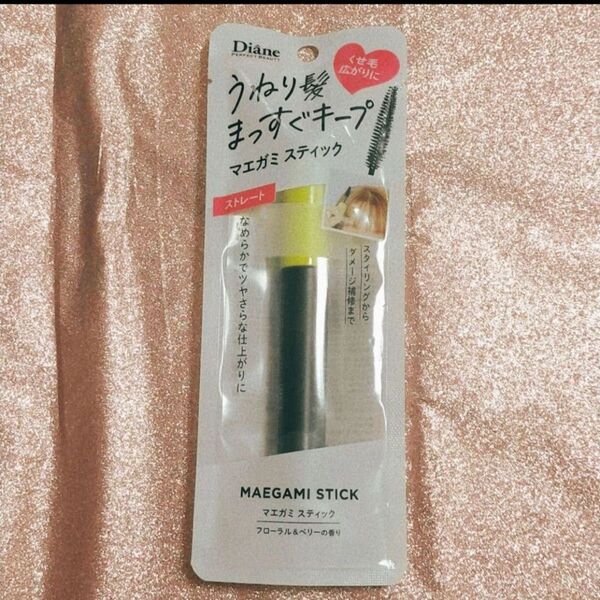 Diane
PERFECT BEAUTY
くせ毛
広がりに
うねり髪
まっすぐキープ
マエガミ スティック
ストレート
なめらかでツヤさらな仕上がりに
スタイリングから
ダメージ補修まで
MAEGAMI STICK
マエガミ スティック
フローラル&ベリーの香り